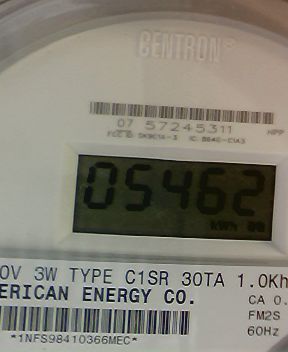 CENTRON®
07 57245311
05462
0V 3W TYPE C1SR 30TA 1.0Kh
ERICAN ENERGY CO.
CA 0.
FM2S
60Hz
*1NFS98410366MEC*